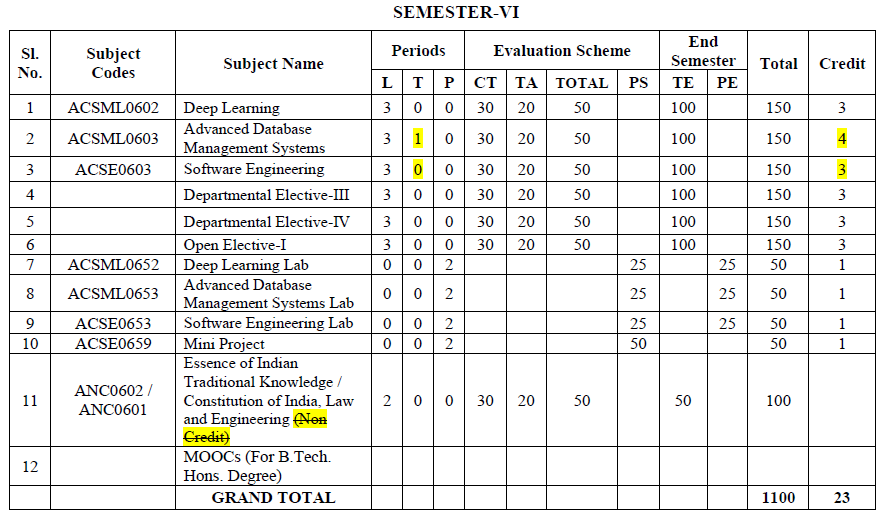 SEMESTER-VI
Sl. No. Subject Codes Subject Name Periods Evaluation Scheme End Semester Total Credit
L T P CT TA TOTAL PS TE PE
1 ACSML0602 Deep Learning 3 0 0 30 20 50 100 150 3
2 ACSML0603 Advanced Database Management Systems 3 1 0 30 20 50 100 150 4
3 ACSE0603 Software Engineering 3 0 0 30 20 50 100 150 3
4 Departmental Elective-III 3 0 0 30 20 50 100 150 3
5 Departmental Elective-IV 3 0 0 30 20 50 100 150 3
6 Open Elective-I 3 0 0 30 20 50 100 150 3
7 ACSML0652 Deep Learning Lab 0 0 2 25 25 50 1
8 ACSML0653 Advanced Database Management Systems Lab 0 0 2 25 25 50 1
9 ACSE0653 Software Engineering Lab 0 0 2 25 25 50 1
10 ACSE0659 Mini Project 0 0 2 50 50 1
11 ANC0602 / ANC0601 Essence of Indian Traditional Knowledge / Constitution of India, Law and Engineering (Non Credit) 2 0 0 30 20 50 50 100
12 MOOCs (For B.Tech. Hons. Degree)
GRAND TOTAL 1100 23